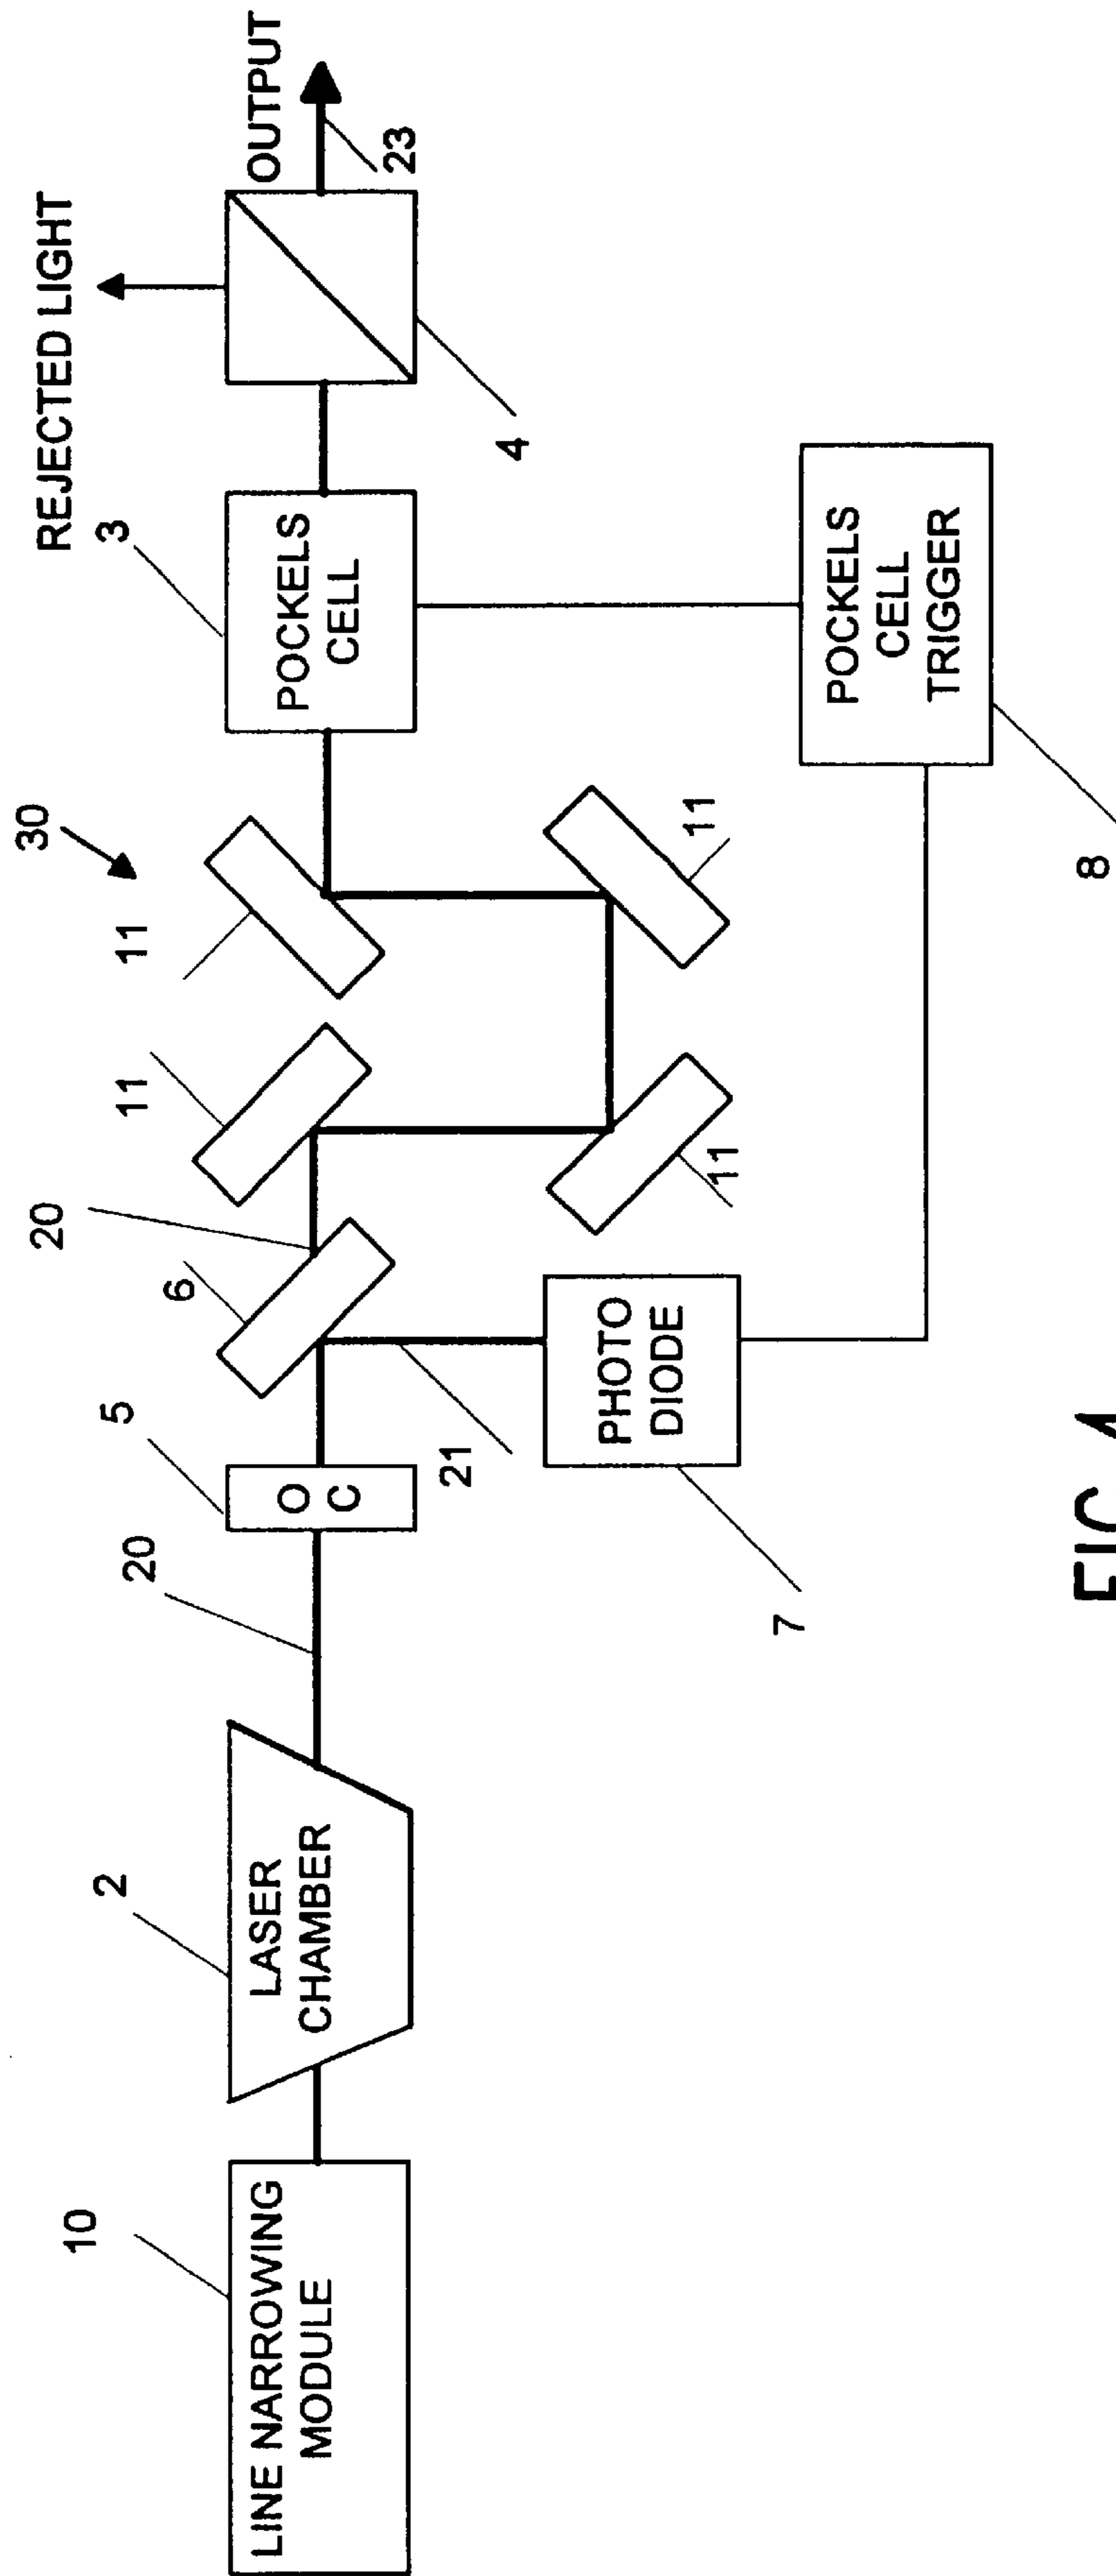 REJECTED LIGHT
OUTPUT
23
4
3
POCKELS
CELL
POCKELS
CELL
TRIGGER
8
30
11
11
11
11
20
6
5
O
C
21
PHOTO
DIODE
7
20
2
LASER
CHAMBER
10
LINE NARROWING
MODULE